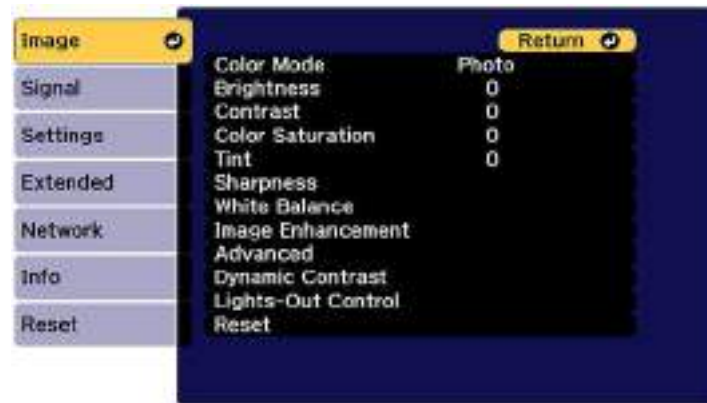 Image
Signal
Settings
Extended
Network
Info
Reset
Return
Color Mode Photo
Brightness 0
Contrast 0
Color Saturation 0
Tint 0
Sharpness
White Balance
Image Enhancement
Advanced
Dynamic Contrast
Lights-Out Control
Reset